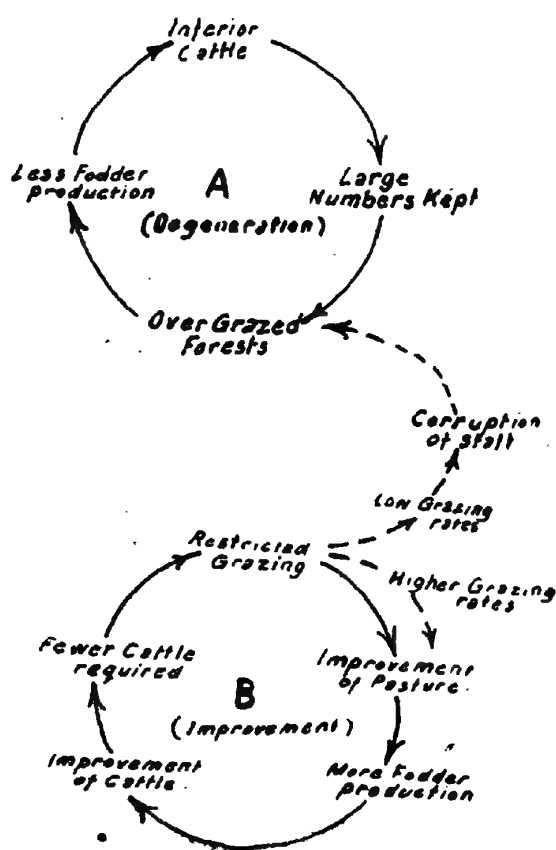 Inferior
Cattle
Less Fodder
production
A
(Degeneration)
Large
Numbers Kept
Over Grazed
Forests
Corruption
of staff
Low Grazing
rates
Restricted
Grazing
Higher Grazing
rates
Fewer Cattle
required
B
(Improvement)
Improvement
of Pasture.
Improvement
of Cattle.
More Fodder
production